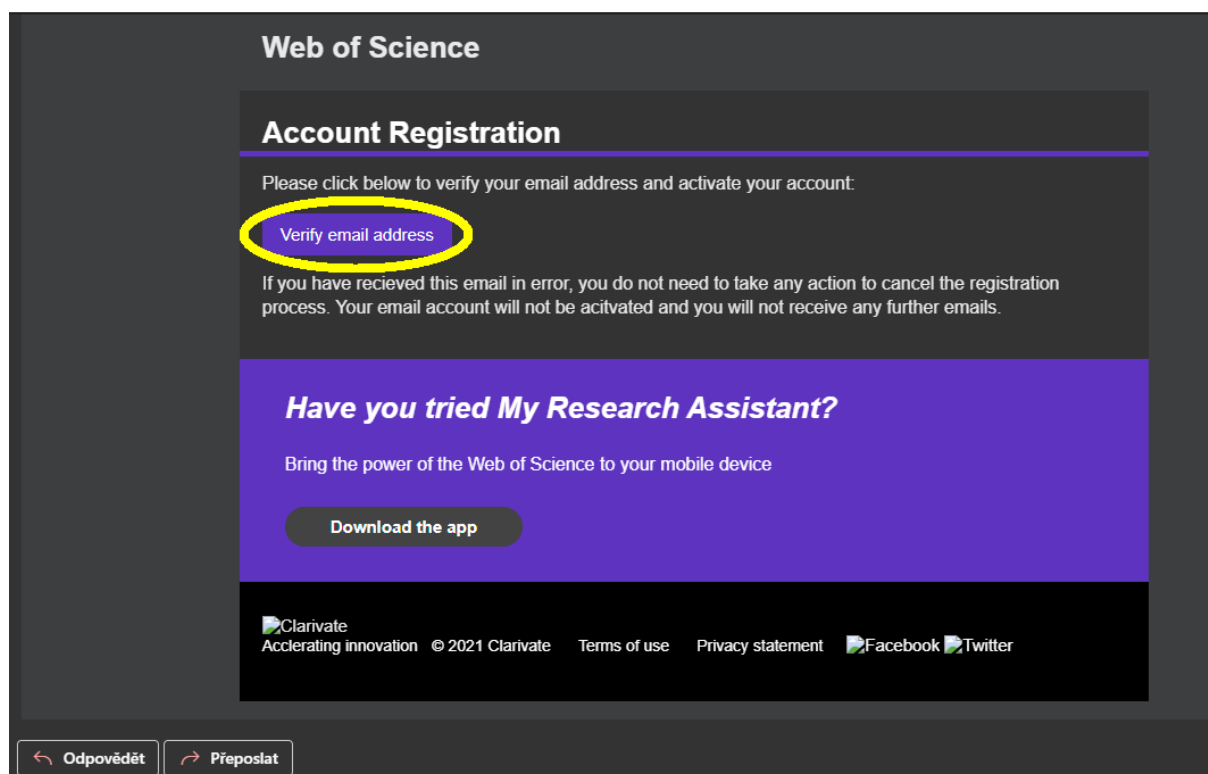 Web of Science
Account Registration
Please click below to verify your email address and activate your account:
Verify email address
If you have recieved this email in error, you do not need to take any action to cancel the registration
process. Your email account will not be acitvated and you will not receive any further emails.
Have you tried My Research Assistant?
Bring the power of the Web of Science to your mobile device
Download the app
Clarivate
Acclerating innovation © 2021 Clarivate Terms of use Privacy statement Facebook Twitter
Odpovědět Přeposlat